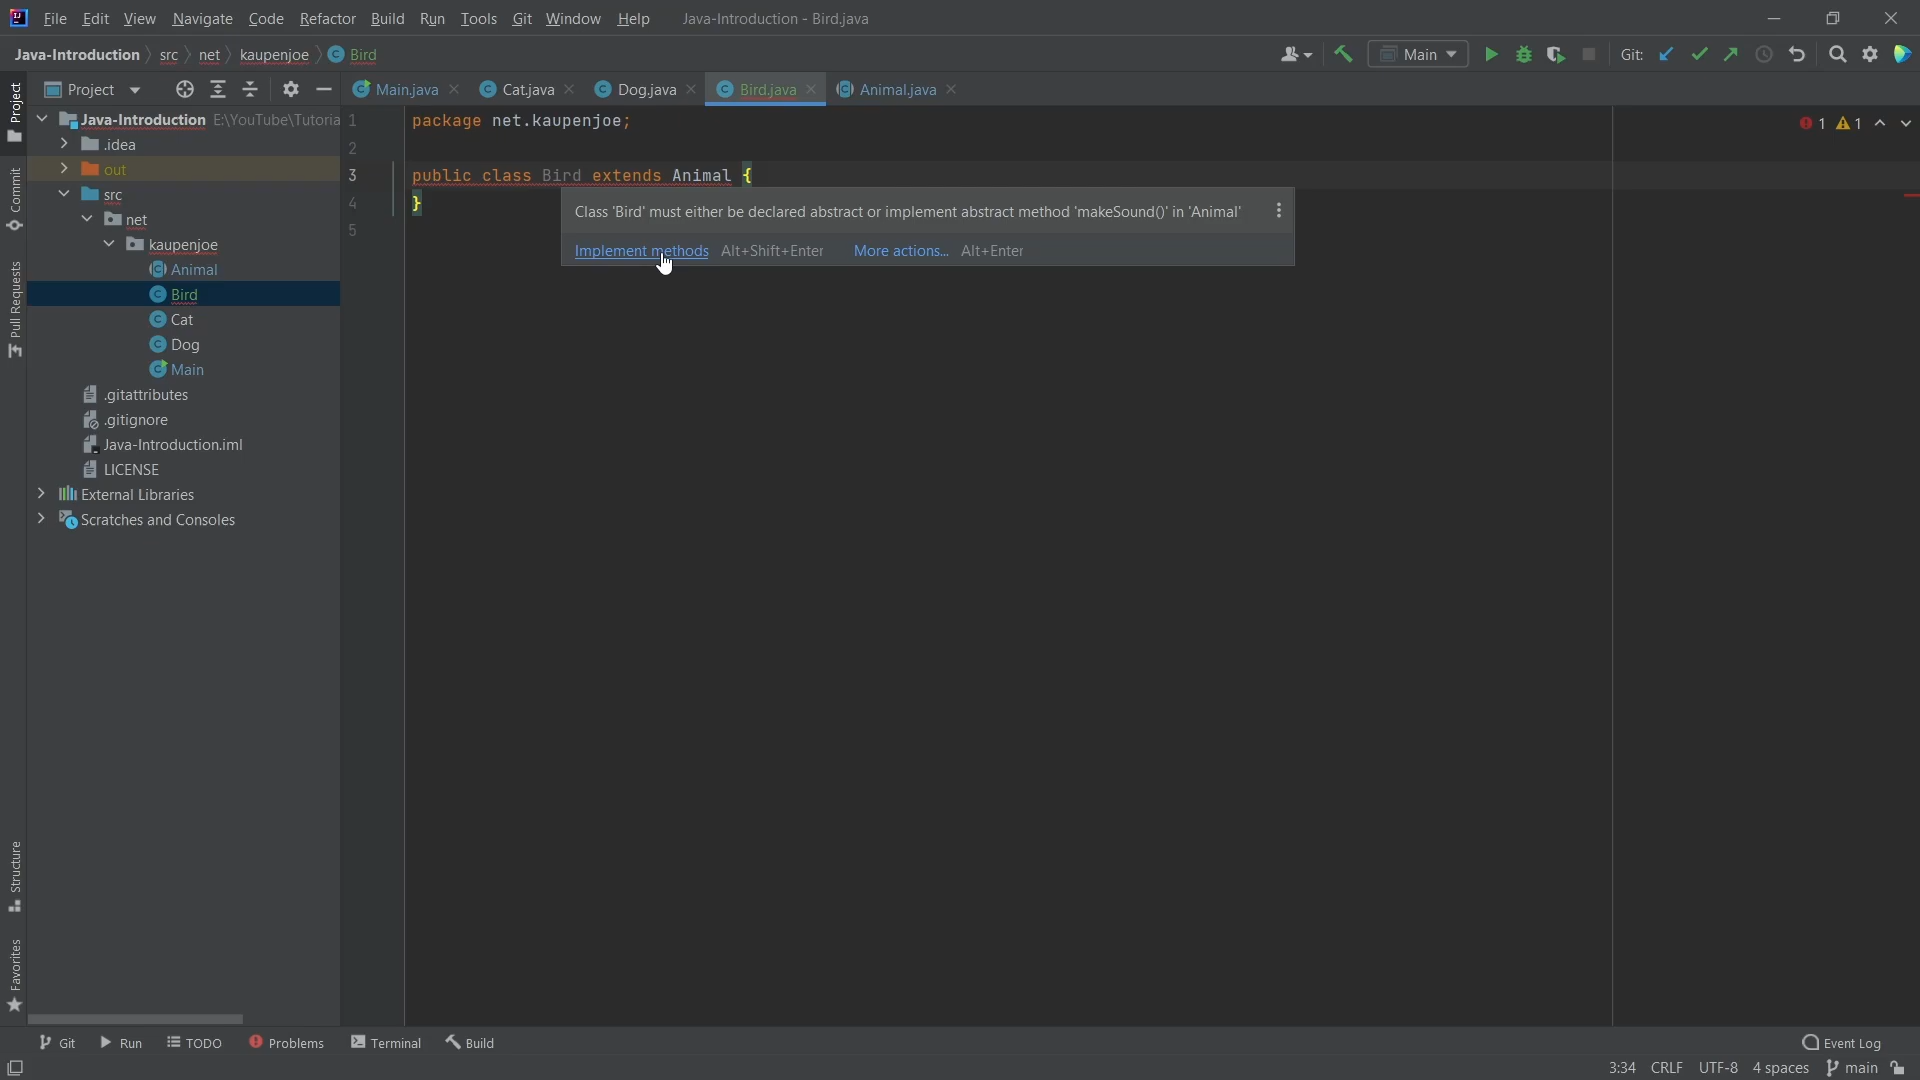 File Edit View Navigate Code Refactor Build Run Tools Git Window Help Java-Introduction - Bird.java
Java-Introduction src net kaupenjoe Bird
Main Git:
Project
Main.java Cat.java Dog.java Bird.java Animal.java
Java-Introduction E:\YouTube\Tutoria
.idea
out
src
net
kaupenjoe
Animal
Bird
Cat
Dog
Main
.gitattributes
.gitignore
Java-Introduction.iml
LICENSE
External Libraries
Scratches and Consoles
Project
Commit
Pull Requests
Structure
Favorites
1 package net.kaupenjoe;
2
3 public class Bird extends Animal {
4 }
5
1 1
Class 'Bird' must either be declared abstract or implement abstract method 'makeSound()' in 'Animal'
Implement methods Alt+Shift+Enter More actions... Alt+Enter
Git Run TODO Problems Terminal Build Event Log
3:34 CRLF UTF-8 4 spaces main